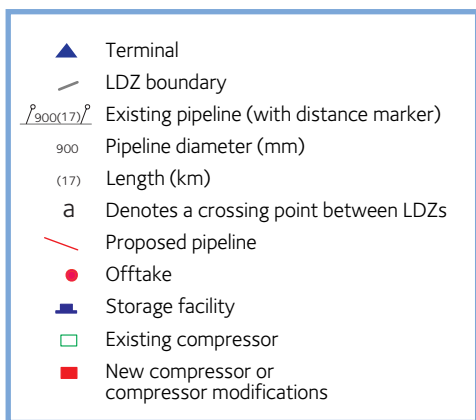 Terminal
LDZ boundary
900(17) Existing pipeline (with distance marker)
900 Pipeline diameter (mm)
(17) Length (km)
a Denotes a crossing point between LDZs
Proposed pipeline
Offtake
Storage facility
Existing compressor
New compressor or
compressor modifications